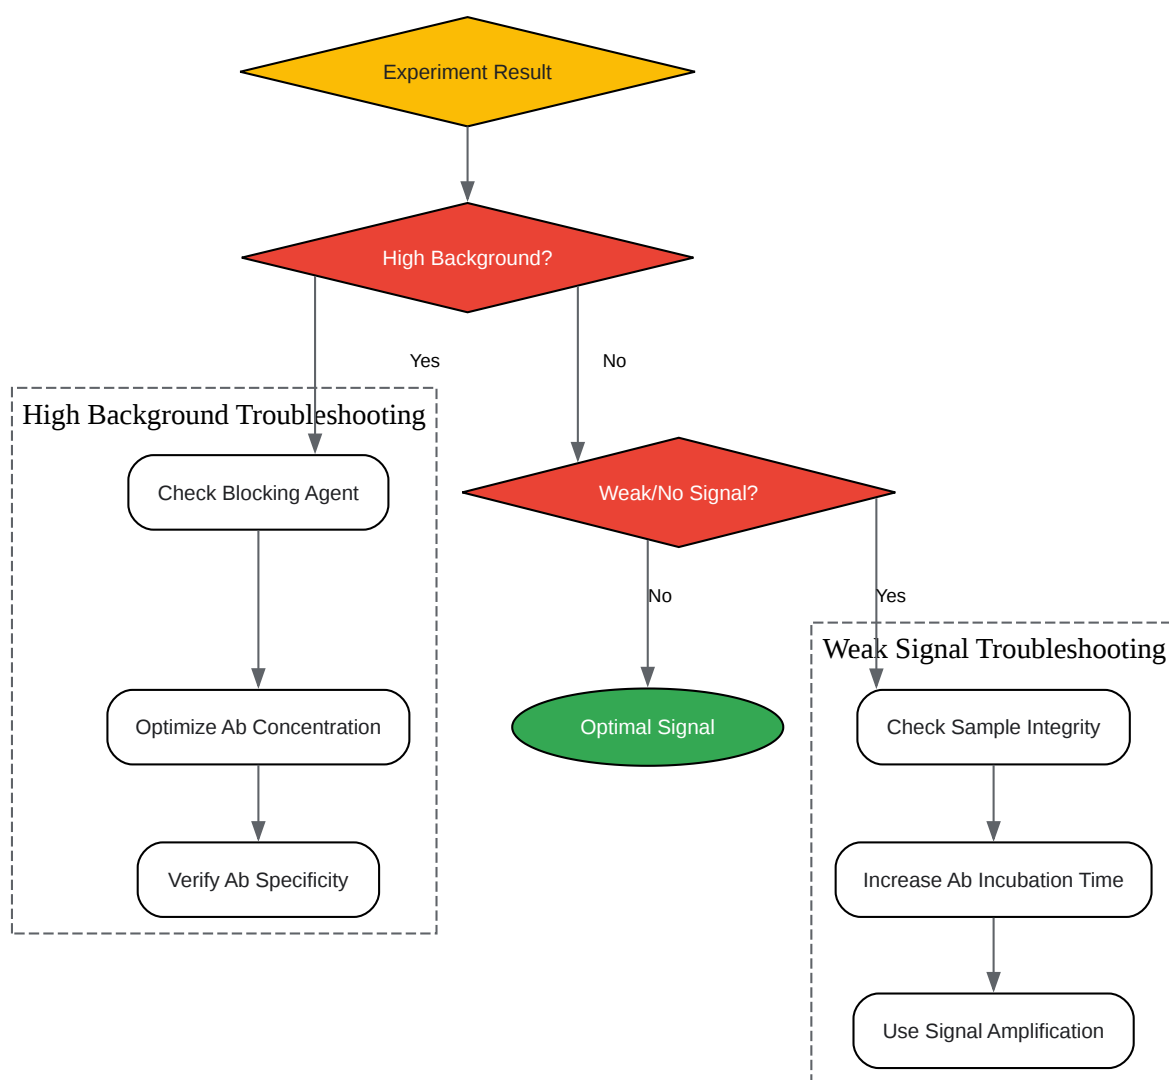 Experiment Result
High Background?
Yes
No
High Background Troubleshooting
Check Blocking Agent
Weak/No Signal?
No
Yes
Weak Signal Troubleshooting
Optimize Ab Concentration
Optimal Signal
Check Sample Integrity
Verify Ab Specificity
Increase Ab Incubation Time
Use Signal Amplification